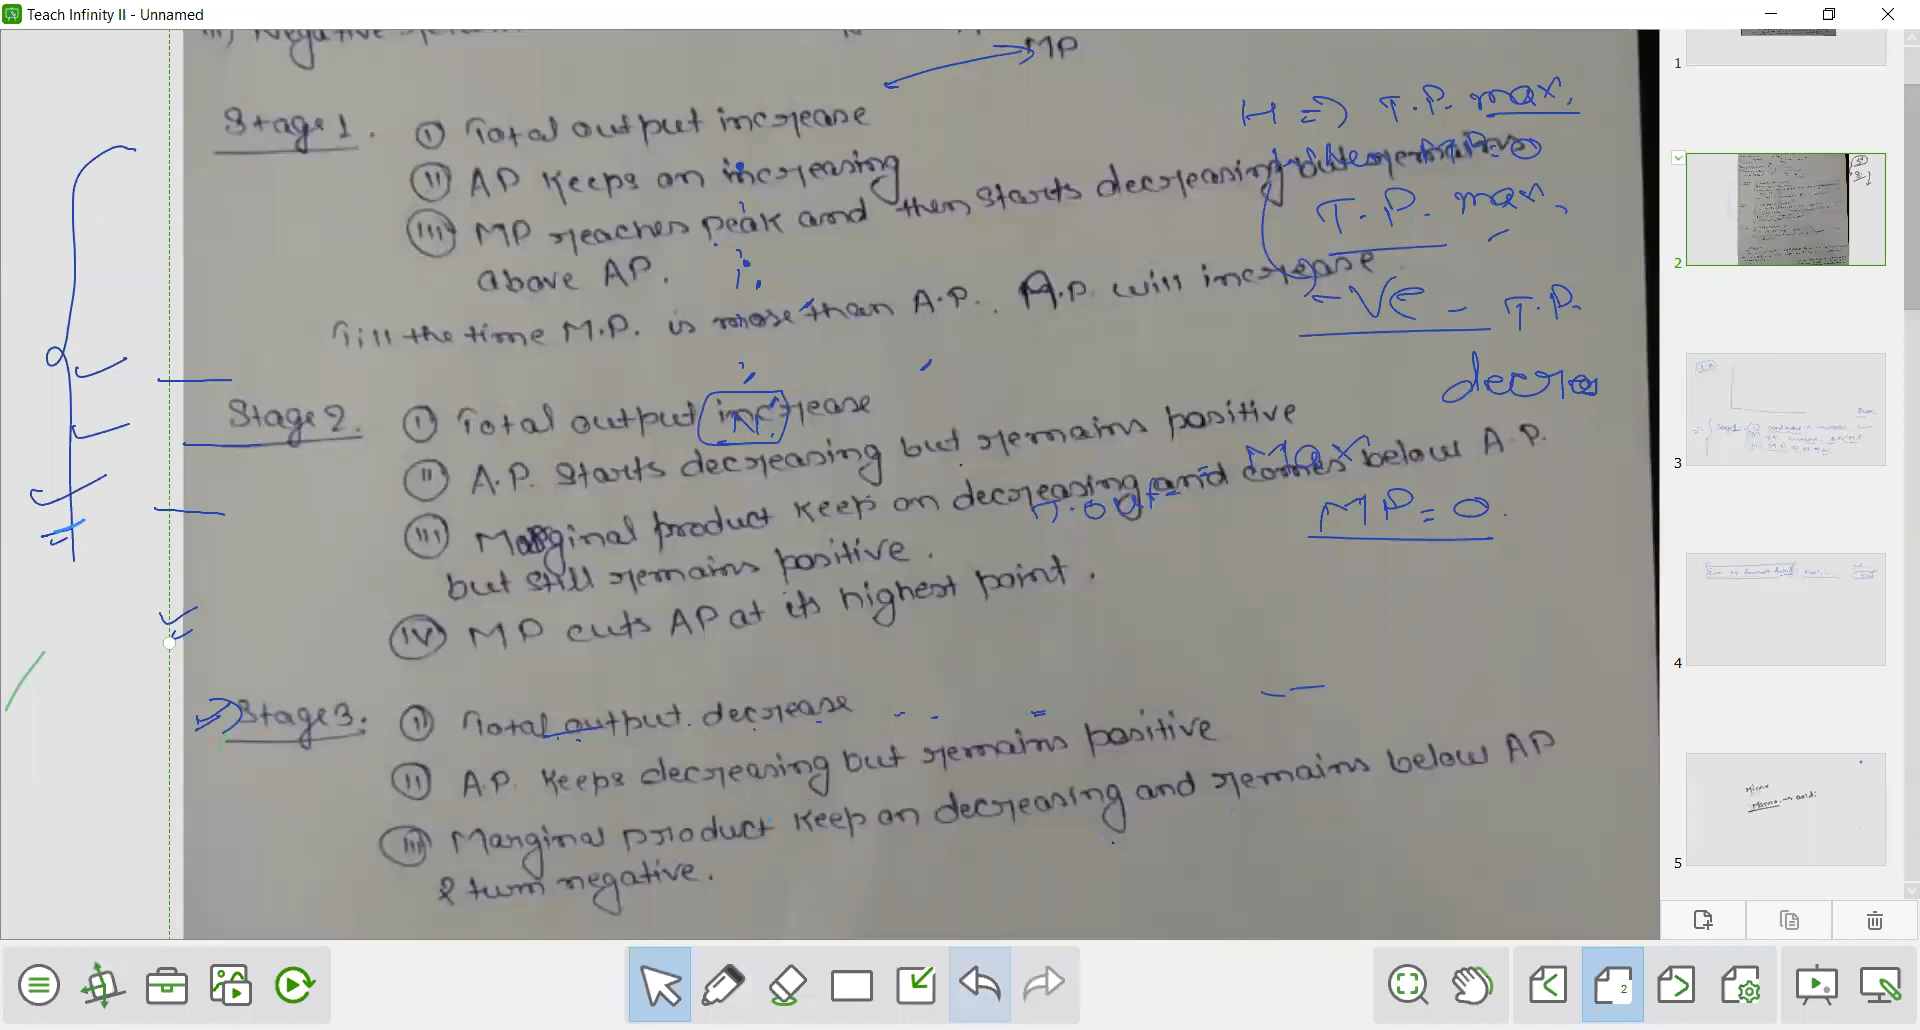 Teach Infinity II - Unnamed
MP
Stage 1. (i) Total output increase
(ii) AP keeps on increasing
(iii) MP reaches peak and then starts decreasing but remains
above AP.
Till the time M.P. is more than A.P., A.P. will increase.
H => T.P. max.
T.P. max.
-ve - T.P.
decre
Stage 2. (i) Total output increase
(ii) A.P. starts decreasing but remains positive
(iii) Marginal product keep on decreasing and comes below A.P.
but still remains positive.
(iv) MP cuts AP at its highest point.
Max
MP = 0
Stage 3. (i) Total output decrease
(ii) A.P. keeps decreasing but remains positive
(iii) Marginal product keep on decreasing and remains below AP
& turn negative.
1
2
3
4
5
2